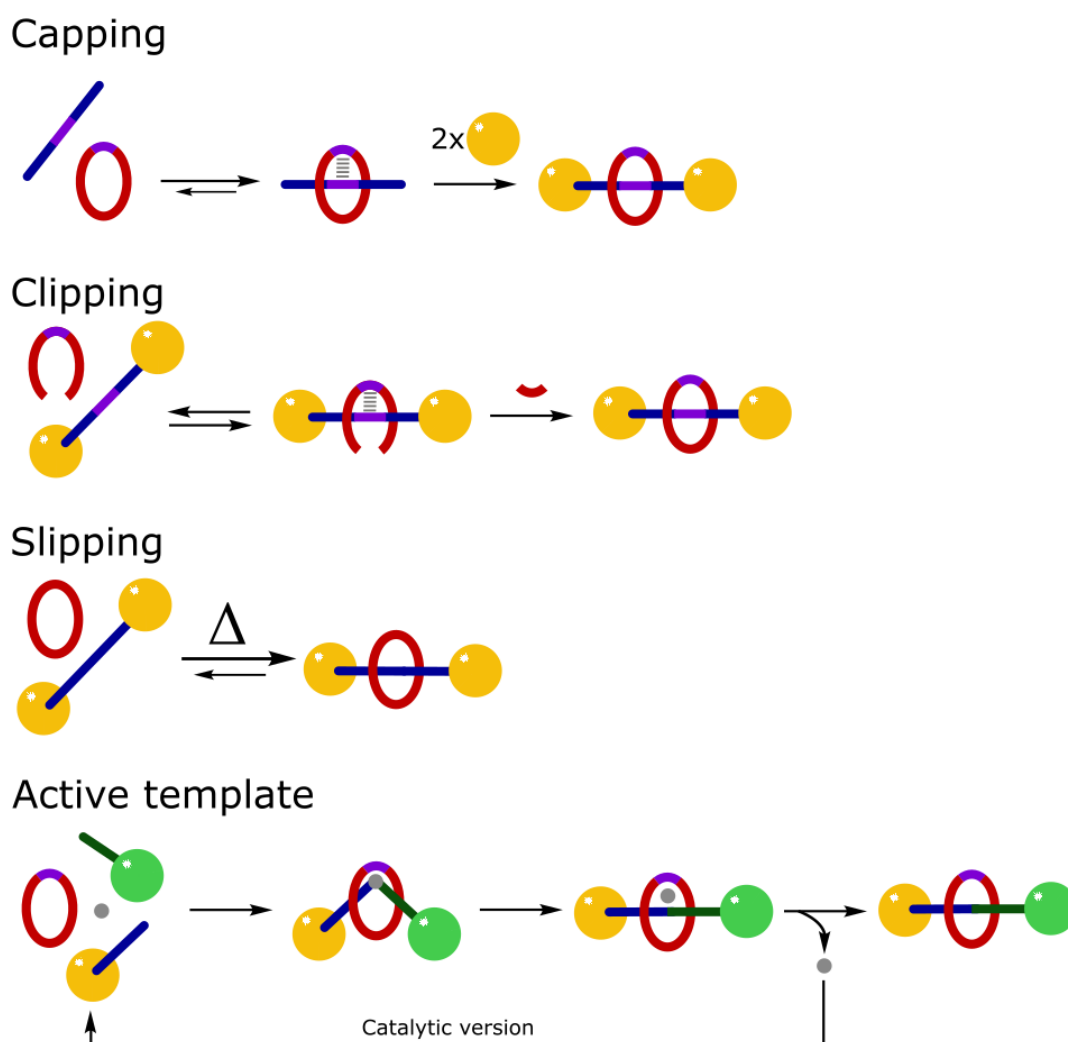 Capping
2x
Clipping
Slipping
Δ
Active template
Catalytic version